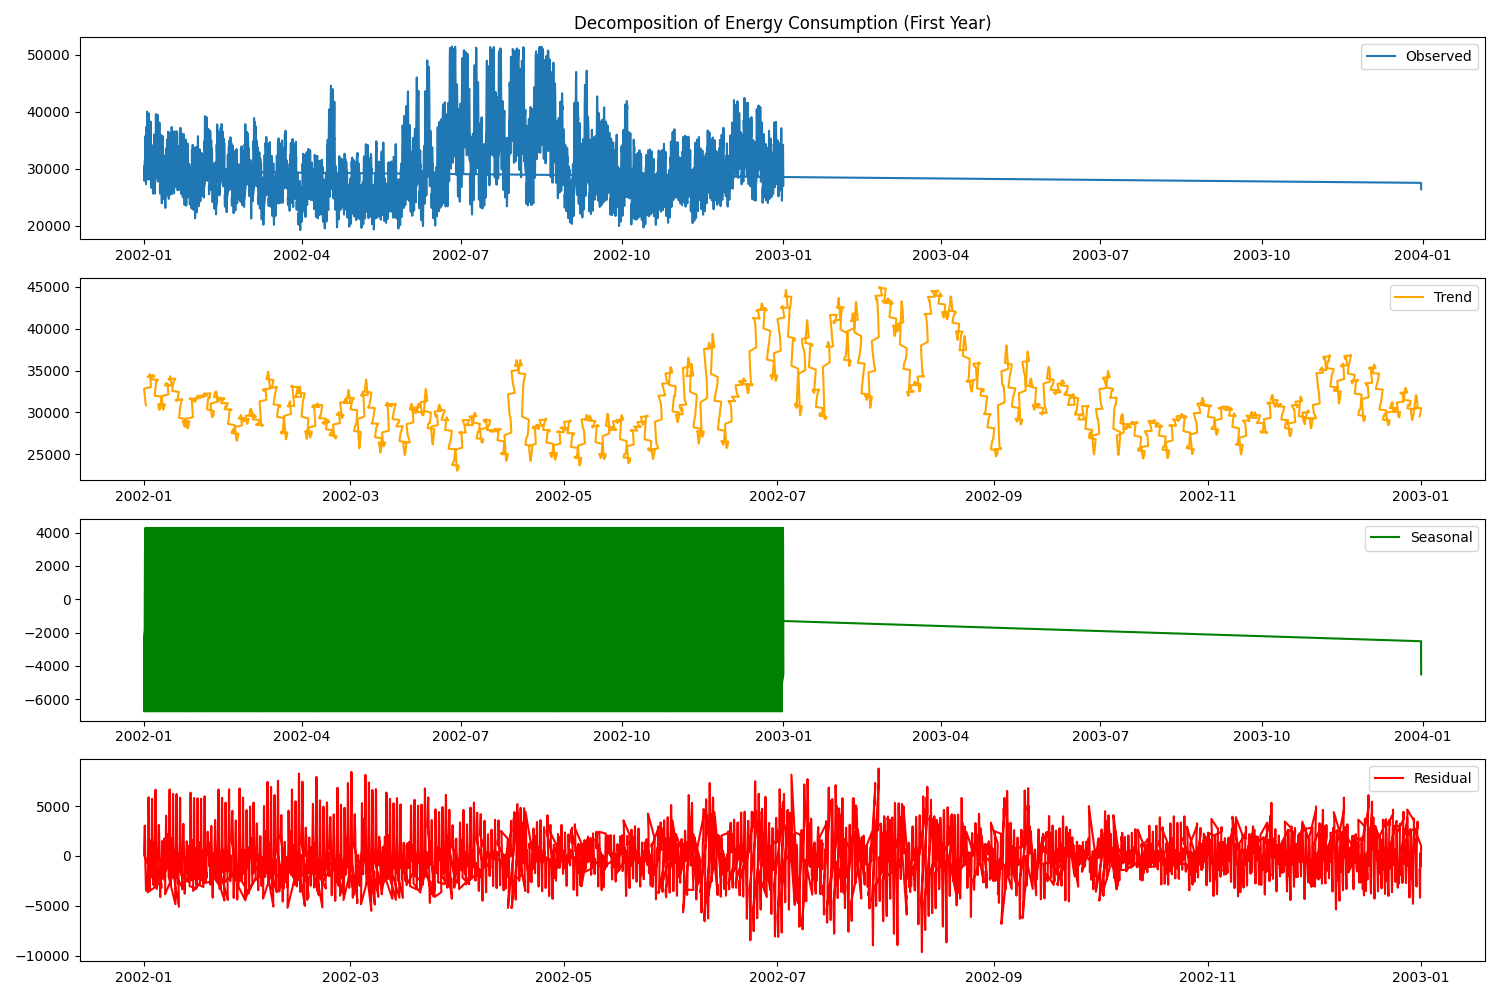 Decomposition of Energy Consumption (First Year)
Observed
50000
40000
30000
20000
2002-01 2002-04 2002-07 2002-10 2003-01 2003-04 2003-07 2003-10 2004-01
Trend
45000
40000
35000
30000
25000
2002-01 2002-03 2002-05 2002-07 2002-09 2002-11 2003-01
Seasonal
4000
2000
0
−2000
−4000
−6000
2002-01 2002-04 2002-07 2002-10 2003-01 2003-04 2003-07 2003-10 2004-01
Residual
5000
0
−5000
−10000
2002-01 2002-03 2002-05 2002-07 2002-09 2002-11 2003-01